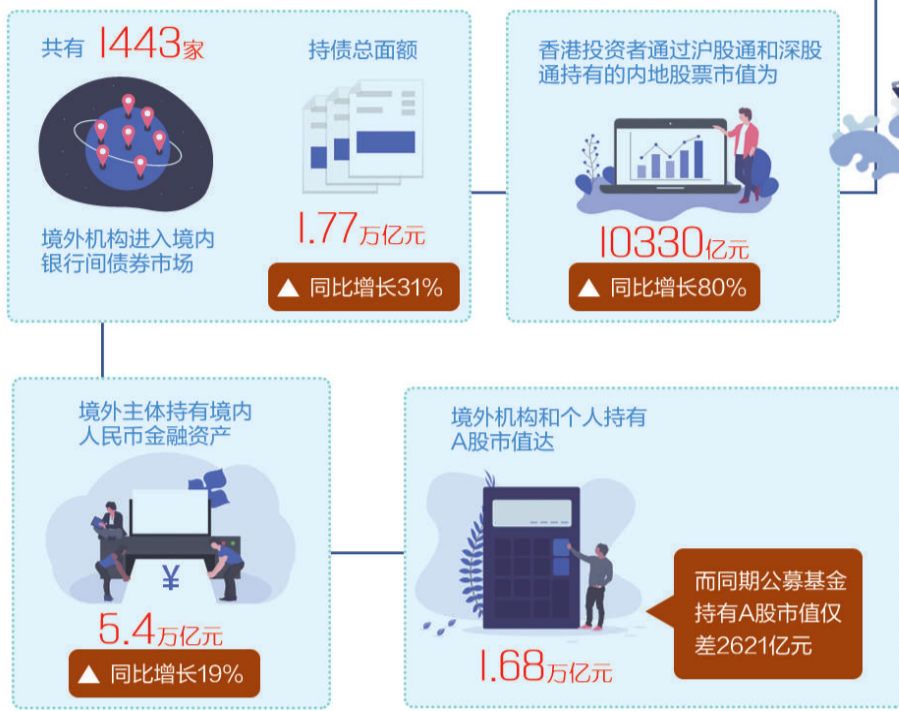 共有 1443家
境外机构进入境内
银行间债券市场
持债总面额
1.77万亿元
▲ 同比增长31%
香港投资者通过沪股通和深股
通持有的内地股票市值为
10330亿元
▲ 同比增长80%
境外主体持有境内
人民币金融资产
¥
5.4万亿元
▲ 同比增长19%
境外机构和个人持有
A股市值达
1.68万亿元
而同期公募基金
持有A股市值仅
差2621亿元